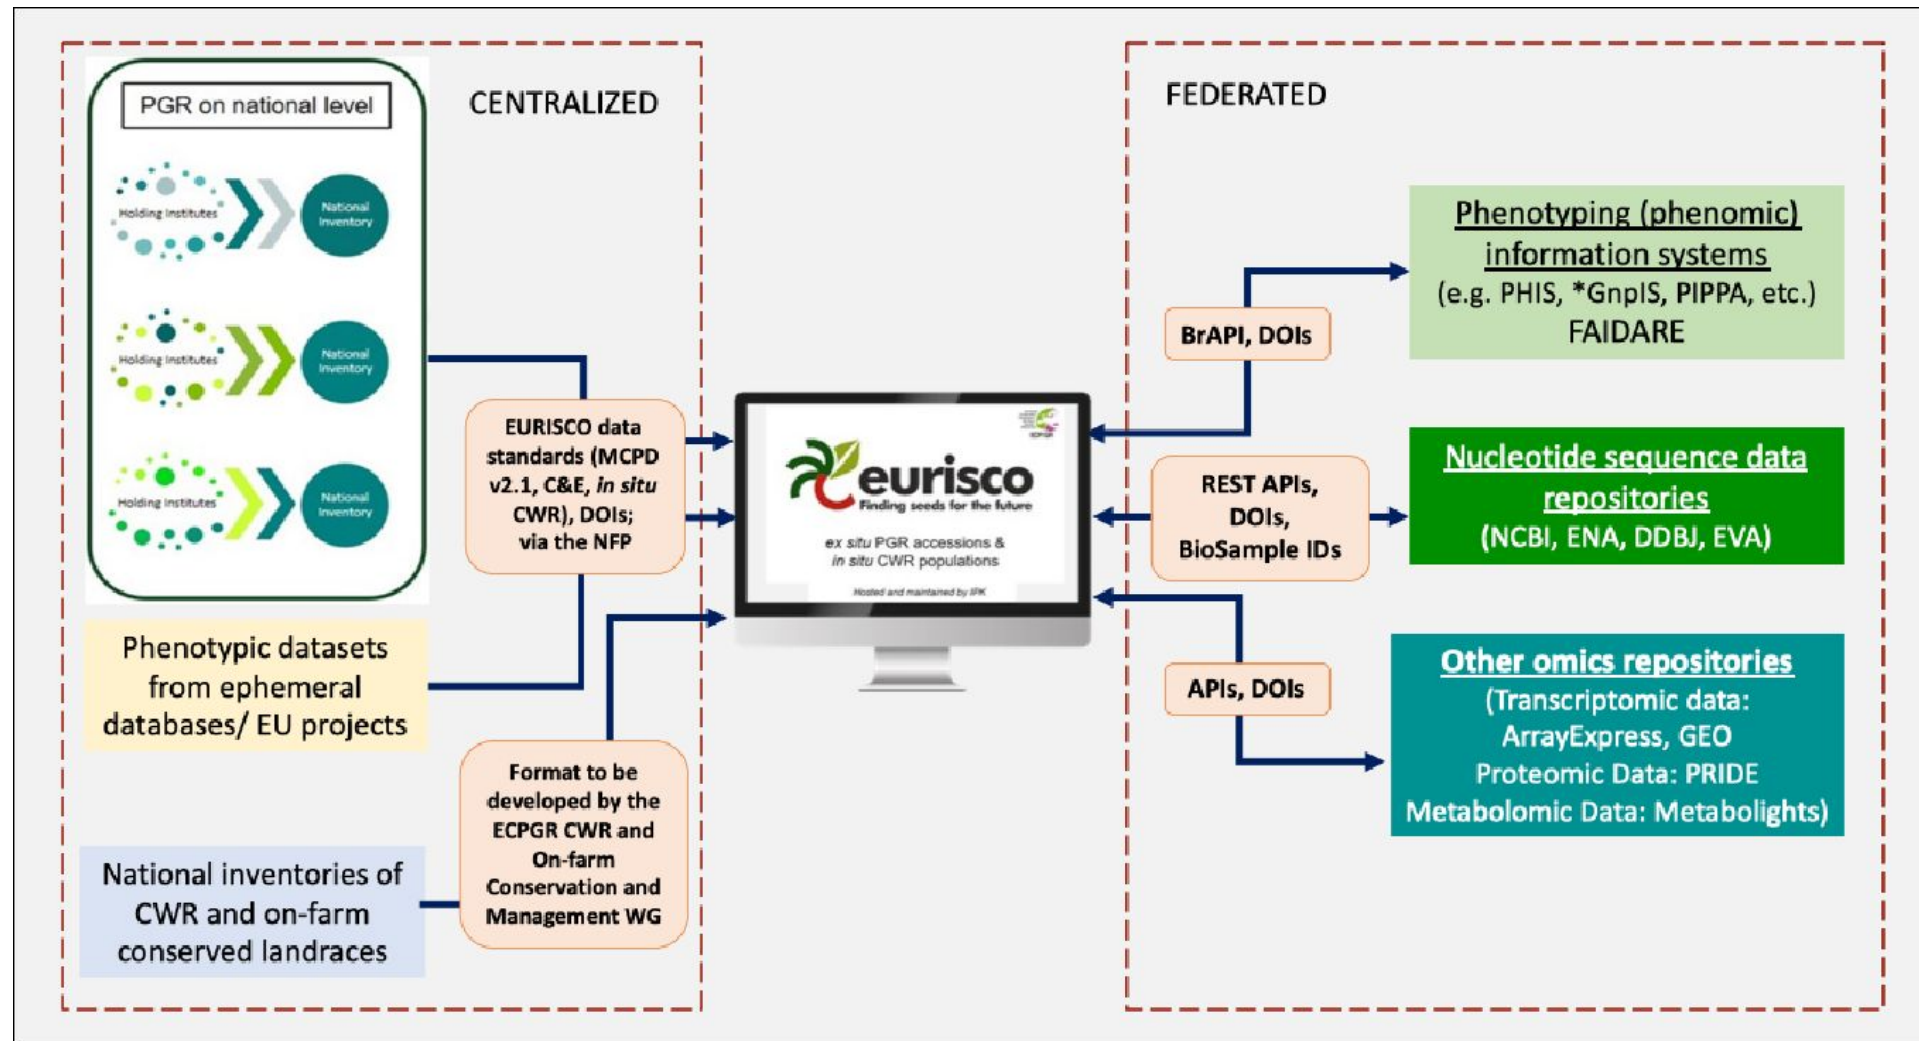 PGR on national level
CENTRALIZED
Holding Institutes
National
Inventory
Holding Institutes
National
Inventory
Holding Institutes
National
Inventory
EURISCO data
standards (MCPD
v2.1, C&E, in situ
CWR), DOIs;
via the NFP
Phenotypic datasets
from ephemeral
databases/ EU projects
Format to be
developed by the
ECPGR CWR and
On-farm
Conservation and
Management WG
National inventories of
CWR and on-farm
conserved landraces
eurisco
Finding seeds for the future
ex situ PGR accessions &
in situ CWR populations
Hosted and maintained by IPK
FEDERATED
BrAPI, DOIs
Phenotyping (phenomic)
information systems
(e.g. PHIS, *GnpIS, PIPPA, etc.)
FAIDARE
REST APIs,
DOIs,
BioSample IDs
Nucleotide sequence data
repositories
(NCBI, ENA, DDBJ, EVA)
APIs, DOIs
Other omics repositories
(Transcriptomic data:
ArrayExpress, GEO
Proteomic Data: PRIDE
Metabolomic Data: Metabolights)